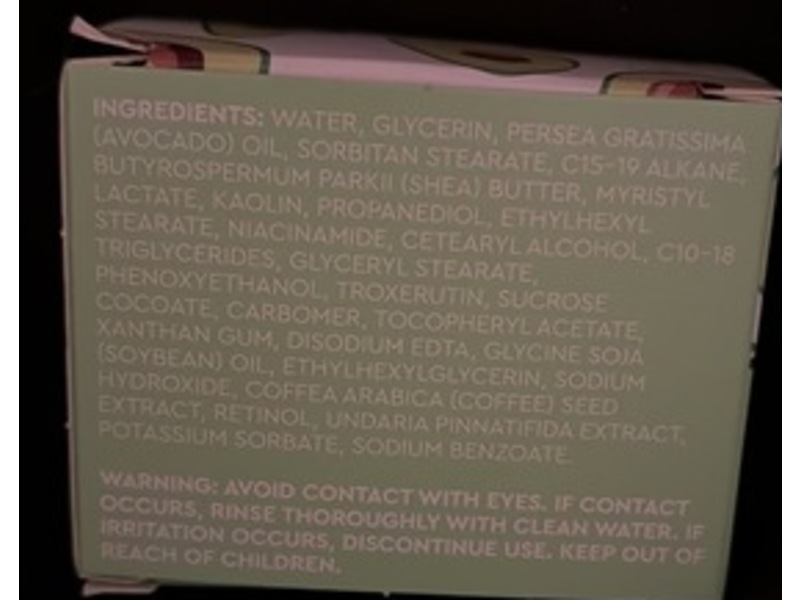 INGREDIENTS: WATER, GLYCERIN, PERSEA GRATISSIMA
(AVOCADO) OIL, SORBITAN STEARATE, C15-19 ALKANE,
BUTYROSPERMUM PARKII (SHEA) BUTTER, MYRISTYL
LACTATE, KAOLIN, PROPANEDIOL, ETHYLHEXYL
STEARATE, NIACINAMIDE, CETEARYL ALCOHOL, C10-18
TRIGLYCERIDES, GLYCERYL STEARATE,
PHENOXYETHANOL, TROXERUTIN, SUCROSE
COCOATE, CARBOMER, TOCOPHERYL ACETATE,
XANTHAN GUM, DISODIUM EDTA, GLYCINE SOJA
(SOYBEAN) OIL, ETHYLHEXYLGLYCERIN, SODIUM
HYDROXIDE, COFFEA ARABICA (COFFEE) SEED
EXTRACT, RETINOL, UNDARIA PINNATIFIDA EXTRACT,
POTASSIUM SORBATE, SODIUM BENZOATE.
WARNING: AVOID CONTACT WITH EYES. IF CONTACT
OCCURS, RINSE THOROUGHLY WITH CLEAN WATER. IF
IRRITATION OCCURS, DISCONTINUE USE. KEEP OUT OF
REACH OF CHILDREN.